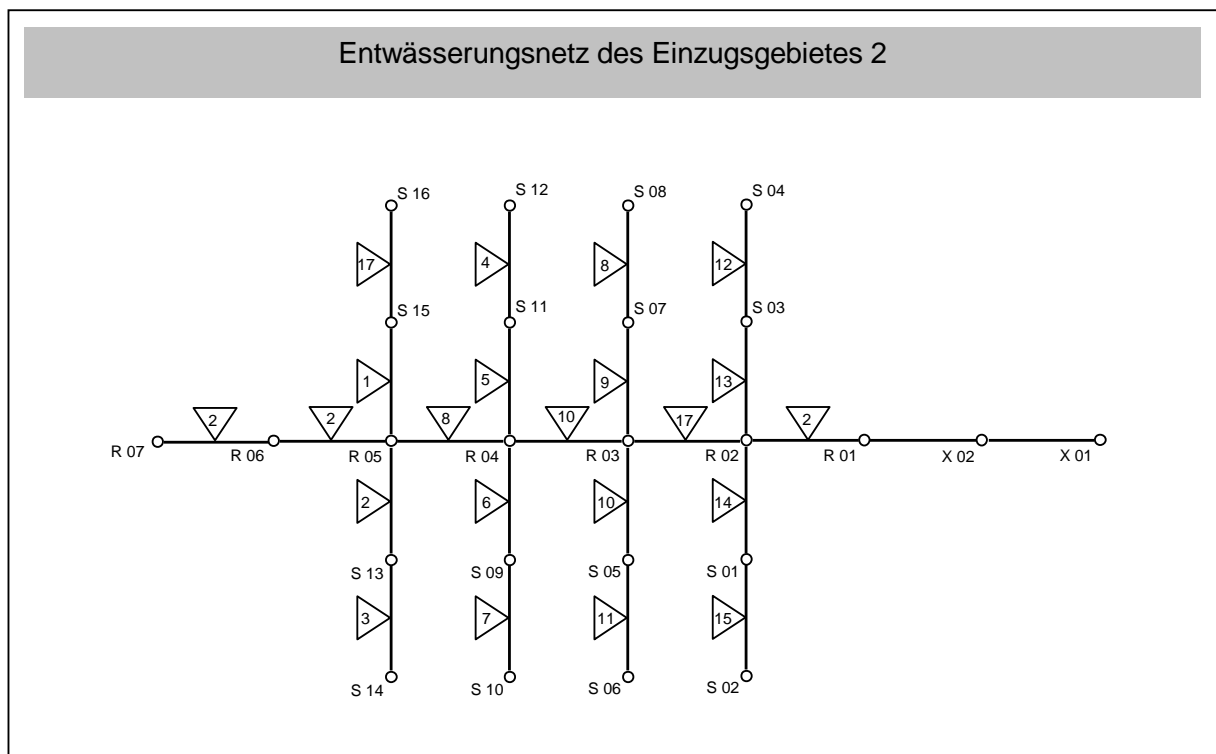 Entwässerungsnetz des Einzugsgebietes 2
S 16
S 12
S 08
S 04
17
4
8
12
S 15
S 11
S 07
S 03
1
5
9
13
2
2
8
10
17
2
R 07
R 06
R 05
R 04
R 03
R 02
R 01
X 02
X 01
2
6
10
14
S 13
S 09
S 05
S 01
3
7
11
15
S 14
S 10
S 06
S 02